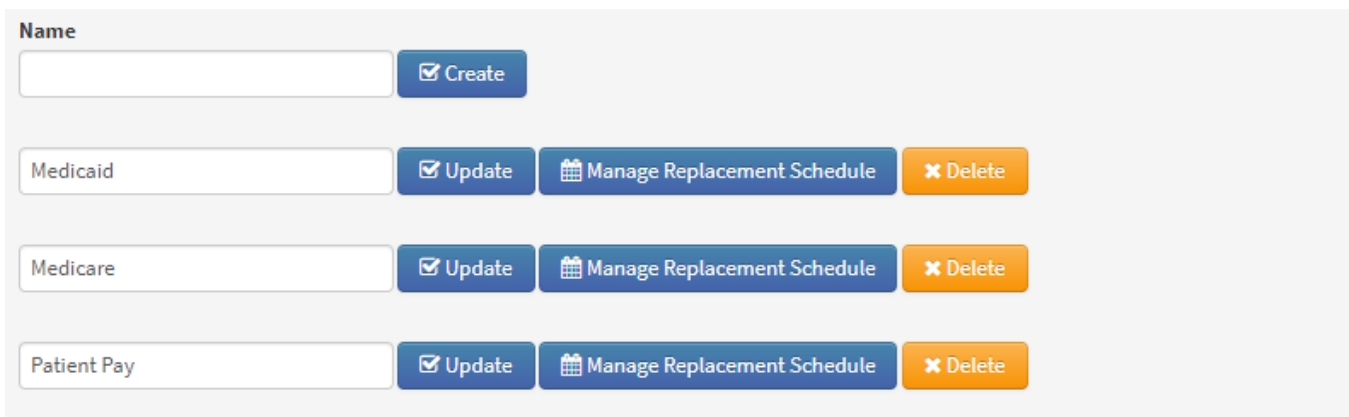 Name
Create
Medicaid Update Manage Replacement Schedule Delete
Medicare Update Manage Replacement Schedule Delete
Patient Pay Update Manage Replacement Schedule Delete